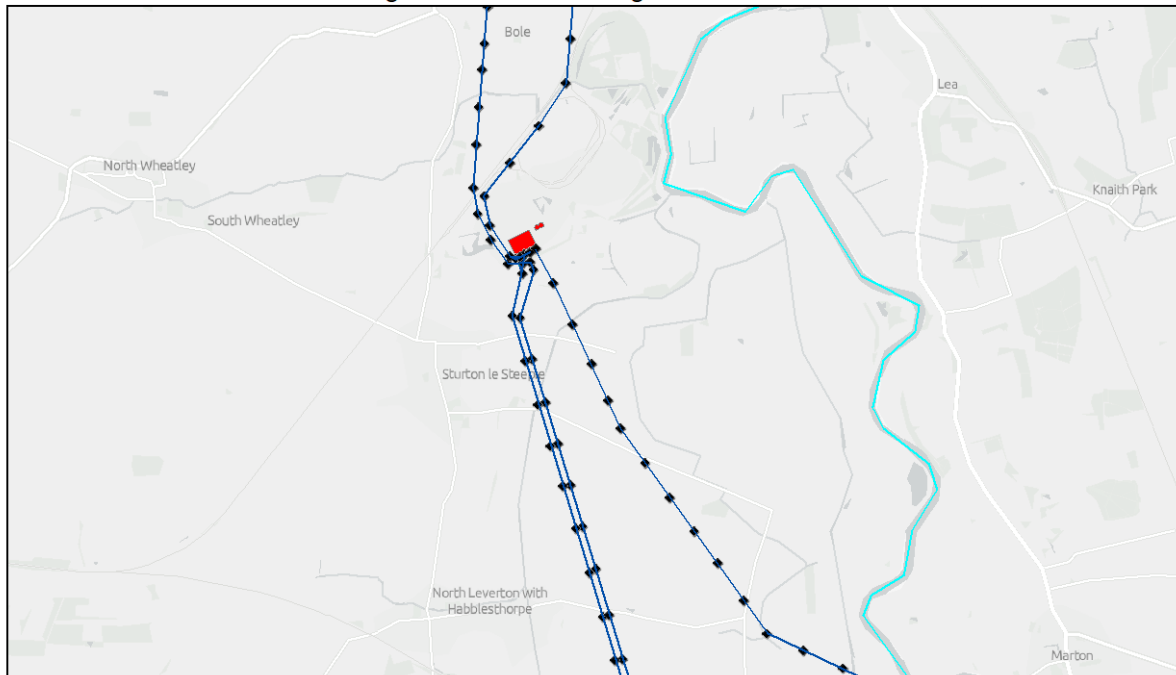 Bole
Lea
North Wheatley
Knaith Park
South Wheatley
Sturton le Steeple
North Leverton with
Habblesthorpe
Marton